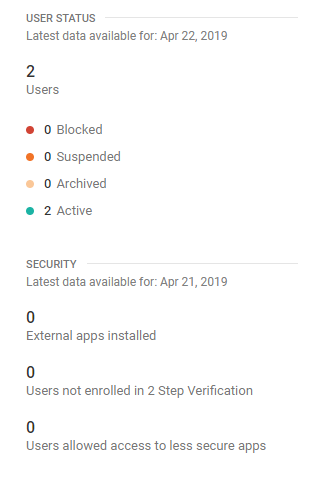 USER STATUS
Latest data available for: Apr 22, 2019
2
Users
0 Blocked
0 Suspended
0 Archived
2 Active
SECURITY
Latest data available for: Apr 21, 2019
0
External apps installed
0
Users not enrolled in 2 Step Verification
0
Users allowed access to less secure apps